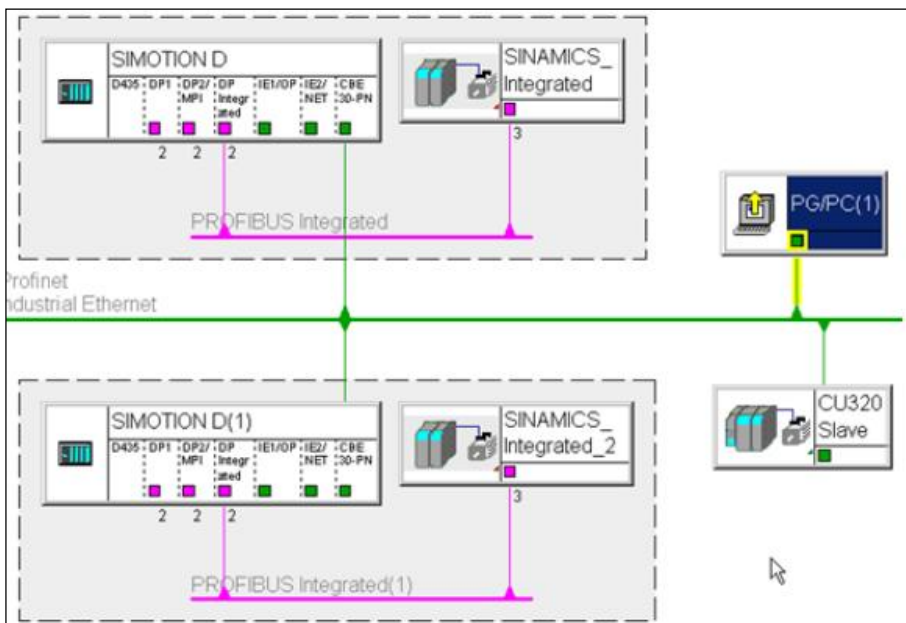 SIMOTION D
D435 DP1 DP2/ DP IE1/OP IE2/ CBE
MPI Integr NET 30-PN
ated
2 2 2
SINAMICS_
Integrated
3
PROFIBUS Integrated
PG/PC(1)
Profinet
Industrial Ethernet
SIMOTION D(1)
D435 DP1 DP2/ DP IE1/OP IE2/ CBE
MPI Integr NET 30-PN
ated
2 2 2
SINAMICS_
Integrated_2
3
PROFIBUS Integrated(1)
CU320
Slave